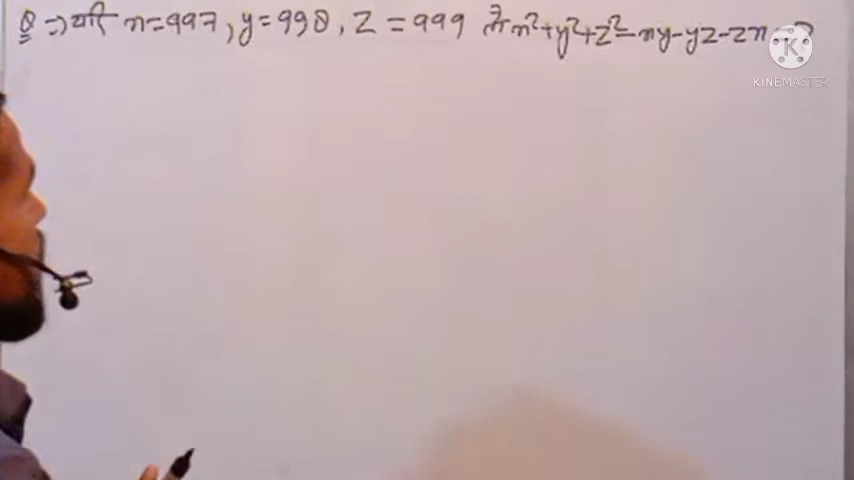 Q => यदि x=997, y=998, Z=999 तो x²+y²+z²-xy-yz-zx = ?
KINEMASTER